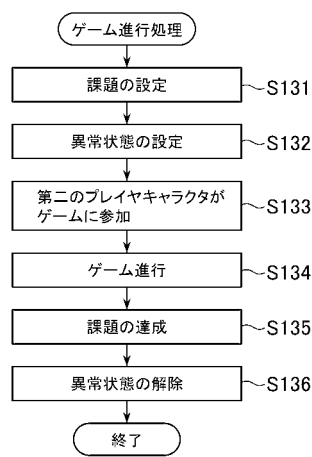 ゲーム進行処理
課題の設定
S131
異常状態の設定
S132
第二のプレイヤキャラクタが
ゲームに参加
S133
ゲーム進行
S134
課題の達成
S135
異常状態の解除
S136
終了